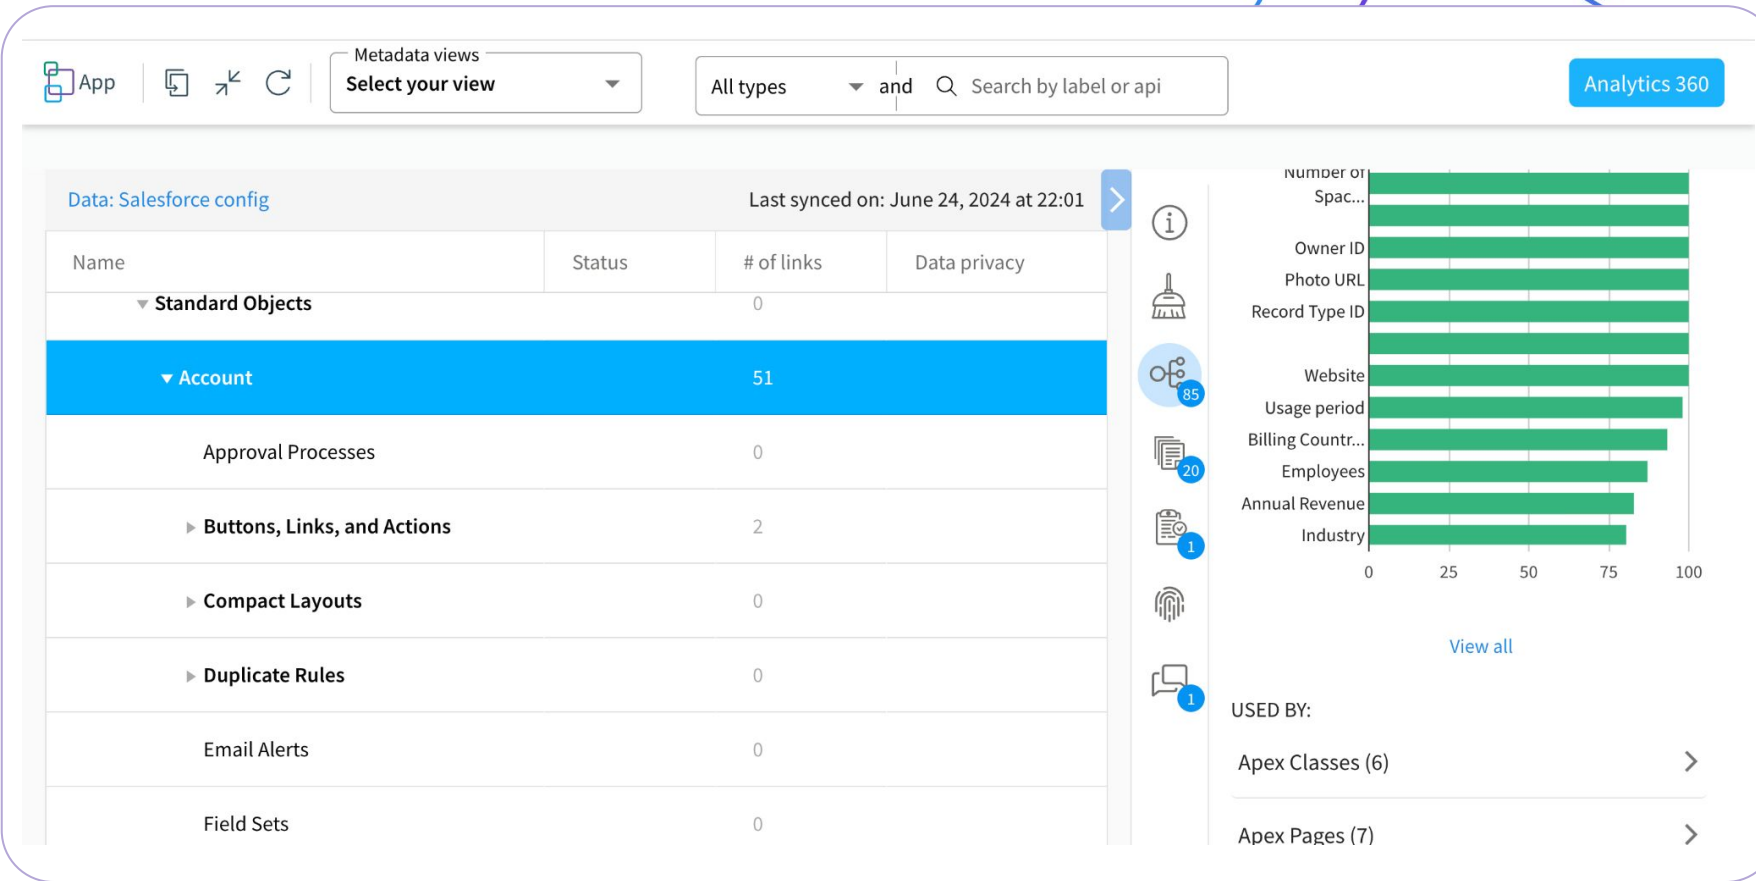 App
Metadata views
Select your view
All types
and
Search by label or api
Analytics 360
Data: Salesforce config
Last synced on: June 24, 2024 at 22:01
Name
Status
# of links
Data privacy
Standard Objects
0
Account
51
Approval Processes
0
Buttons, Links, and Actions
2
Compact Layouts
0
Duplicate Rules
0
Email Alerts
0
Field Sets
0
85
20
1
1
Number of
Spac...
Owner ID
Photo URL
Record Type ID
Website
Usage period
Billing Countr...
Employees
Annual Revenue
Industry
0
25
50
75
100
View all
USED BY:
Apex Classes (6)
Apex Pages (7)